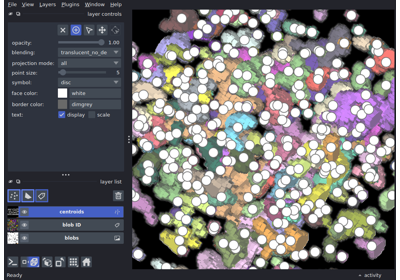 File View Layers Plugins Window Help
layer controls
opacity: 1.00
blending: translucent_no_de
projection mode: all
point size: 5
symbol: disc
face color: white
border color: dimgrey
text: display scale
layer list
centroids
blob ID
blobs
Ready
activity